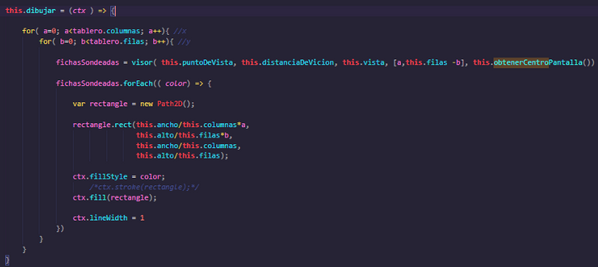 this.dibujar = (ctx ) => {
for( a=0; a<tablero.columnas; a++){ //x
for( b=0; b<tablero.filas; b++){ //y
fichasSondeadas = visor( this.puntoDeVista, this.distanciaDeVicion, this.vista, [a,this.filas -b], this.obtenerCentroPantalla())
fichasSondeadas.forEach(( color) => {
var rectangle = new Path2D();
rectangle.rect(this.ancho/this.columnas*a,
this.alto/this.filas*b,
this.ancho/this.columnas,
this.alto/this.filas);
ctx.fillStyle = color;
/*ctx.stroke(rectangle);*/
ctx.fill(rectangle);
ctx.lineWidth = 1
})
}
}
}